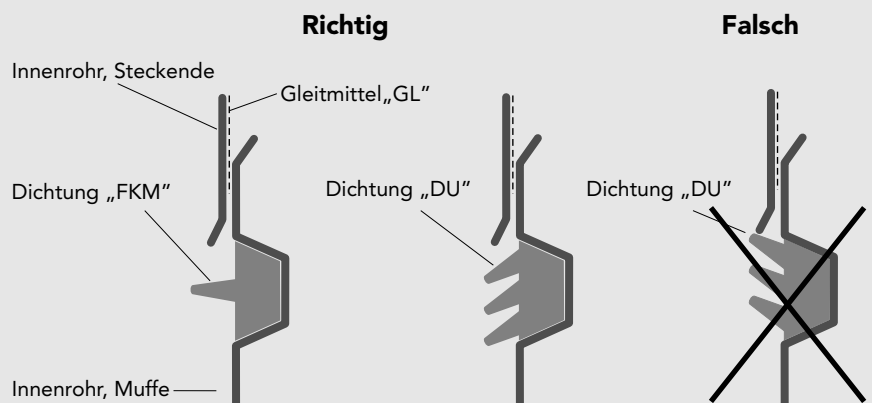 Richtig
Falsch
Innenrohr, Steckende
Gleitmittel„GL”
Dichtung „FKM”
Dichtung „DU”
Dichtung „DU”
Innenrohr, Muffe